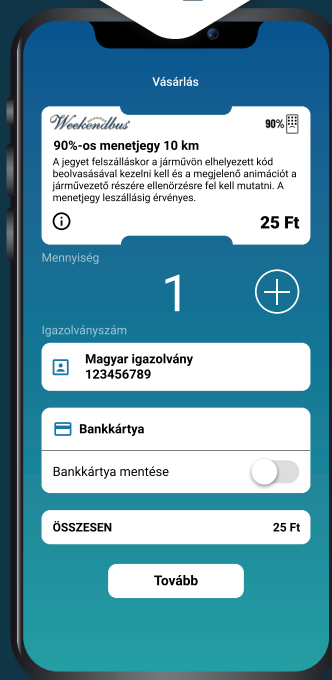 Vásárlás
Weekendbus
90%
90%-os menetjegy 10 km
A jegyet felszálláskor a járművön elhelyezett kód
beolvasásával kezelni kell és a megjelenő animációt a
járművezető részére ellenörzésre fel kell mutatni. A
menetjegy leszállásig érvényes.
25 Ft
Mennyiség
1
Igazolványszám
Magyar igazolvány
123456789
Bankkártya
Bankkártya mentése
ÖSSZESEN 25 Ft
Tovább